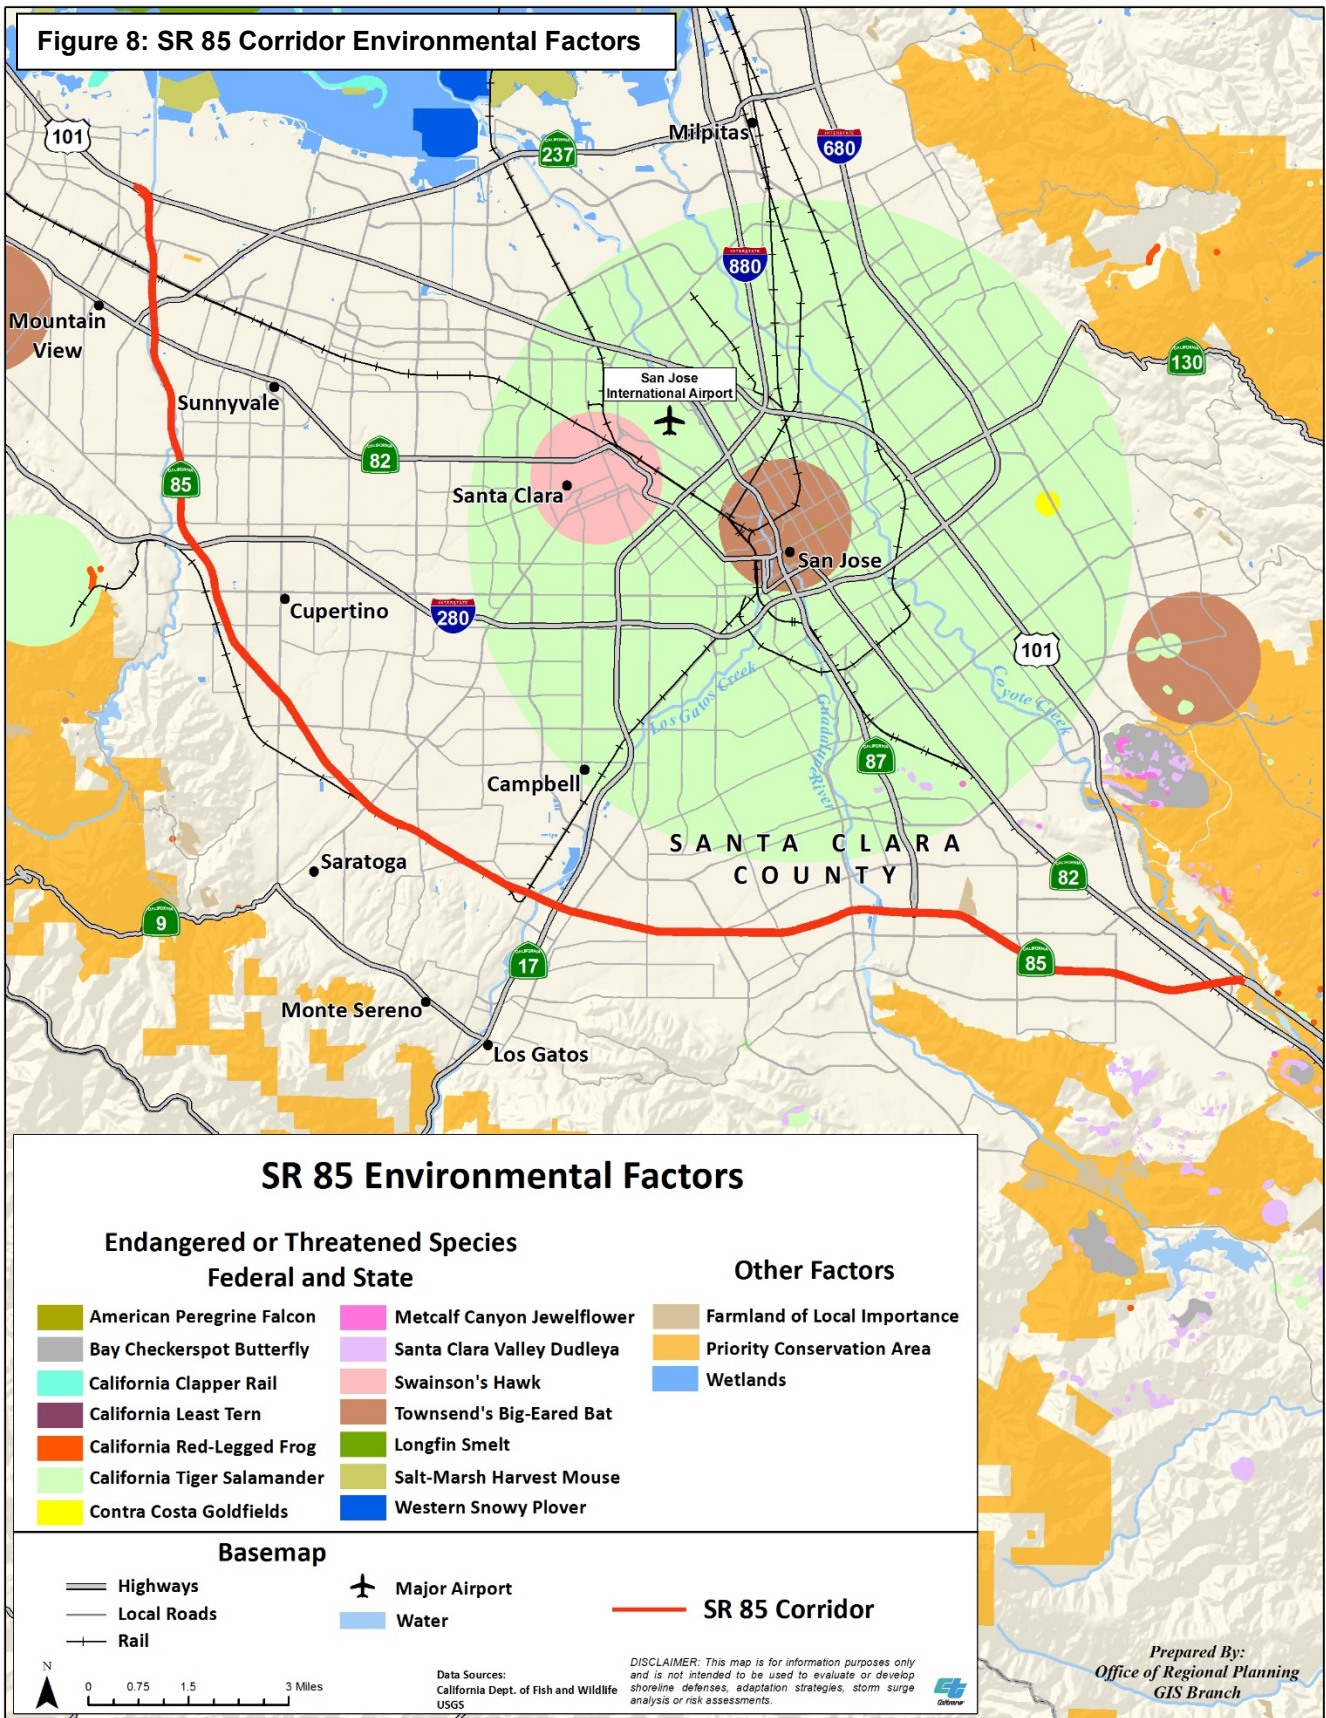 Figure 8: SR 85 Corridor Environmental Factors
101
237
Milpitas
680
880
Mountain
View
130
San Jose
International Airport
Sunnyvale
82
85
Santa Clara
San Jose
Cupertino
280
101
Los Gatos Creek
Guadalupe River
Coyote Creek
87
Campbell
SANTA CLARA
COUNTY
Saratoga
82
9
17
85
Monte Sereno
Los Gatos
SR 85 Environmental Factors
Endangered or Threatened Species
Federal and State
American Peregrine Falcon
Bay Checkerspot Butterfly
California Clapper Rail
California Least Tern
California Red-Legged Frog
California Tiger Salamander
Contra Costa Goldfields
Metcalf Canyon Jewelflower
Santa Clara Valley Dudleya
Swainson's Hawk
Townsend's Big-Eared Bat
Longfin Smelt
Salt-Marsh Harvest Mouse
Western Snowy Plover
Other Factors
Farmland of Local Importance
Priority Conservation Area
Wetlands
Basemap
Highways
Local Roads
Rail
Major Airport
Water
SR 85 Corridor
N
0 0.75 1.5 3 Miles
Data Sources:
California Dept. of Fish and Wildlife
USGS
DISCLAIMER: This map is for information purposes only
and is not intended to be used to evaluate or develop
shoreline defenses, adaptation strategies, storm surge
analysis or risk assessments.
Prepared By:
Office of Regional Planning
GIS Branch